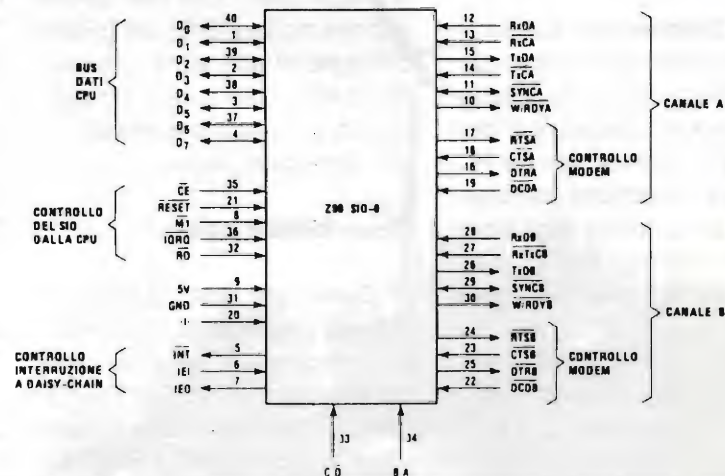 BUS
DATI
CPU
D0 40
D1 1
D2 39
D3 2
D4 38
D5 3
D6 37
D7 4
CONTROLLO
DEL SIO
DALLA CPU
CE 35
RESET 21
M1 8
IORQ 36
RD 32
5V 9
GND 31
20
CONTROLLO
INTERRUZIONE
A DAISY-CHAIN
INT 5
IEI 6
IEO 7
SIO-0
12 RxDA
13 RxCA
15 TxDA
14 TxCA
11 SYNCA
10 W/RDYA
17 RTSA
18 CTSA
16 DTRA
19 DCDA
CONTROLLO
MODEM
CANALE A
28 RxDB
27 RxTxCB
26 TxDB
29 SYNCB
30 W/RDYB
24 RTSB
23 CTSB
25 DTRB
22 DCDB
CONTROLLO
MODEM
CANALE B
33 34
C D B A